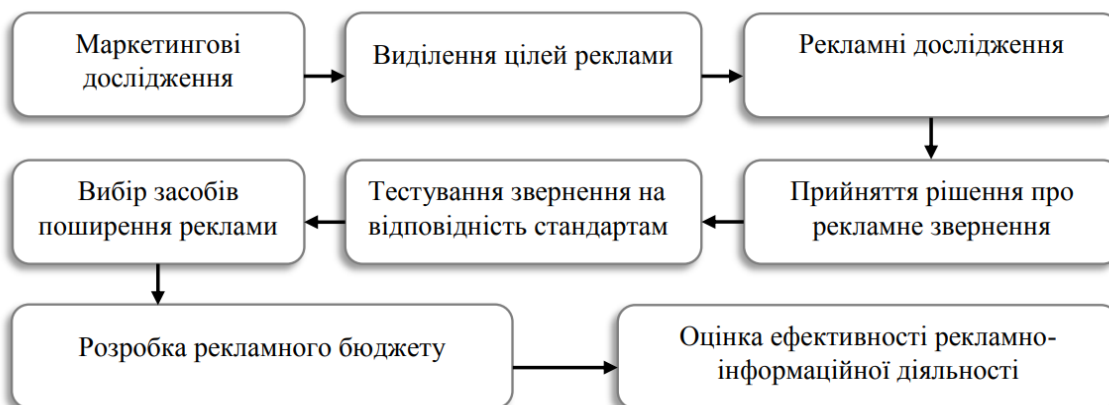 Маркетингові
дослідження
Виділення цілей реклами
Рекламні дослідження
Прийняття рішення про
рекламне звернення
Тестування звернення на
відповідність стандартам
Вибір засобів
поширення реклами
Розробка рекламного бюджету
Оцінка ефективності рекламно-
інформаційної діяльності